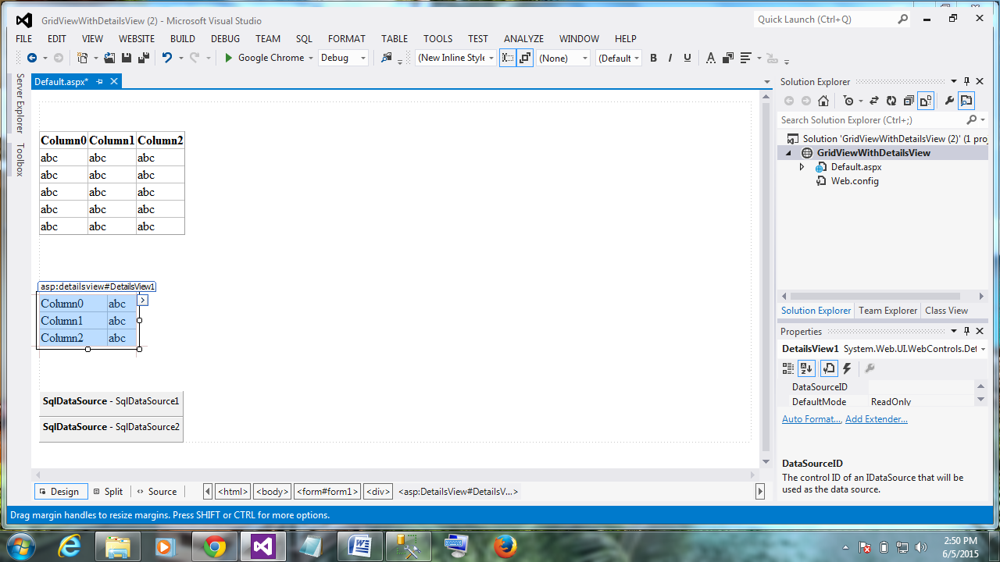 GridViewWithDetailsView (2) - Microsoft Visual Studio
Quick Launch (Ctrl+Q)
FILE EDIT VIEW WEBSITE BUILD DEBUG TEAM SQL FORMAT TABLE TOOLS TEST ANALYZE WINDOW HELP
Google Chrome Debug (New Inline Style (None) (Default B I U A
Server Explorer
Toolbox
Default.aspx*
Column0 Column1 Column2
abc abc abc
abc abc abc
abc abc abc
abc abc abc
abc abc abc
asp:detailsview#DetailsView1
Column0 abc
Column1 abc
Column2 abc
SqlDataSource - SqlDataSource1
SqlDataSource - SqlDataSource2
Design Split Source <html> <body> <form#form1> <div> <asp:DetailsView#DetailsV...>
Solution Explorer
Search Solution Explorer (Ctrl+;)
Solution 'GridViewWithDetailsView (2)' (1 proj
GridViewWithDetailsView
Default.aspx
Web.config
Solution Explorer Team Explorer Class View
Properties
DetailsView1 System.Web.UI.WebControls.Det
DataSourceID
DefaultMode ReadOnly
Auto Format..., Add Extender...
DataSourceID
The control ID of an IDataSource that will be
used as the data source.
Drag margin handles to resize margins. Press SHIFT or CTRL for more options.
2:50 PM
6/5/2015